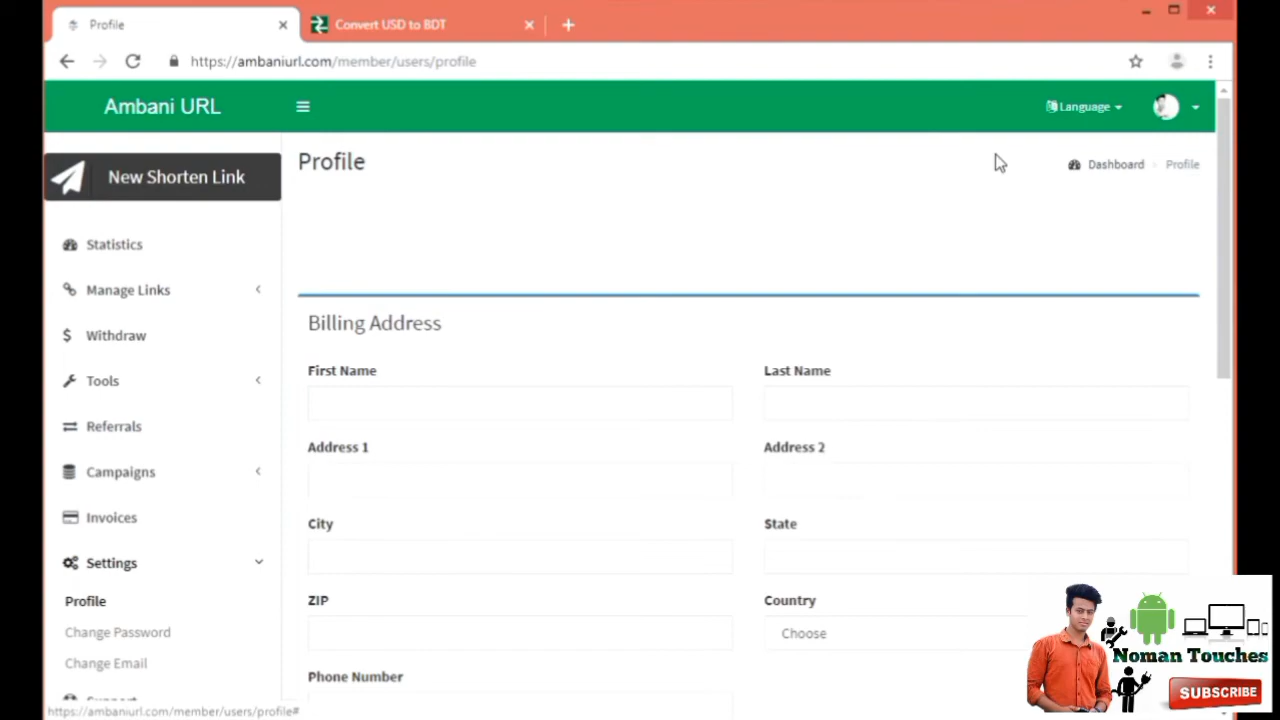 Profile
Convert USD to BDT
https://ambaniurl.com/member/users/profile
Ambani URL
Language
New Shorten Link
Profile
Dashboard
Profile
Statistics
Manage Links
Withdraw
Tools
Referrals
Campaigns
Invoices
Settings
Profile
Change Password
Change Email
Support
Billing Address
First Name
Last Name
Address 1
Address 2
City
State
ZIP
Country
Choose
Phone Number
https://ambaniurl.com/member/users/profile#
Noman Touches
SUBSCRIBE